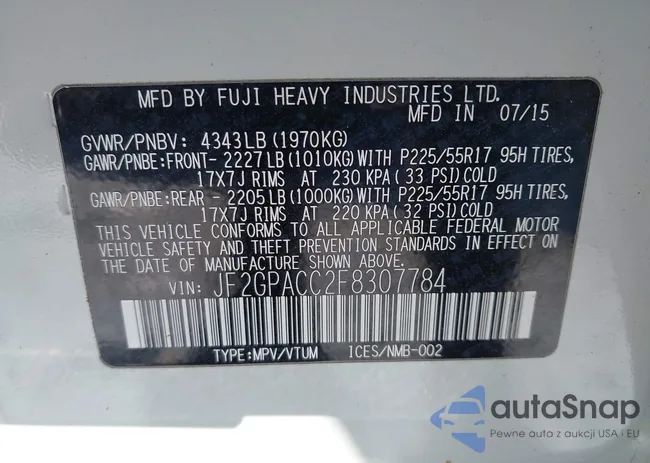 MFD BY FUJI HEAVY INDUSTRIES LTD.
MFD IN 07/15
GVWR/PNBV: 4343LB(1970KG)
GAWR/PNBE:FRONT- 2227LB(1010KG)WITH P225/55R17 95H TIRES,
17X7J RIMS AT 230 KPA( 33 PSI)COLD
GAWR/PNBE:REAR - 2205LB(1000KG)WITH P225/55R17 95H TIRES,
17X7J RIMS AT 220 KPA( 32 PSI)COLD
THIS VEHICLE CONFORMS TO ALL APPLICABLE FEDERAL MOTOR
VEHICLE SAFETY AND THEFT PREVENTION STANDARDS IN EFFECT ON
THE DATE OF MANUFACTURE SHOWN ABOVE.
VIN: JF2GPACC2F8307784
TYPE:MPV/VTUM ICES/NMB-002
autaSnap
Pewne auta z aukcji USA i EU